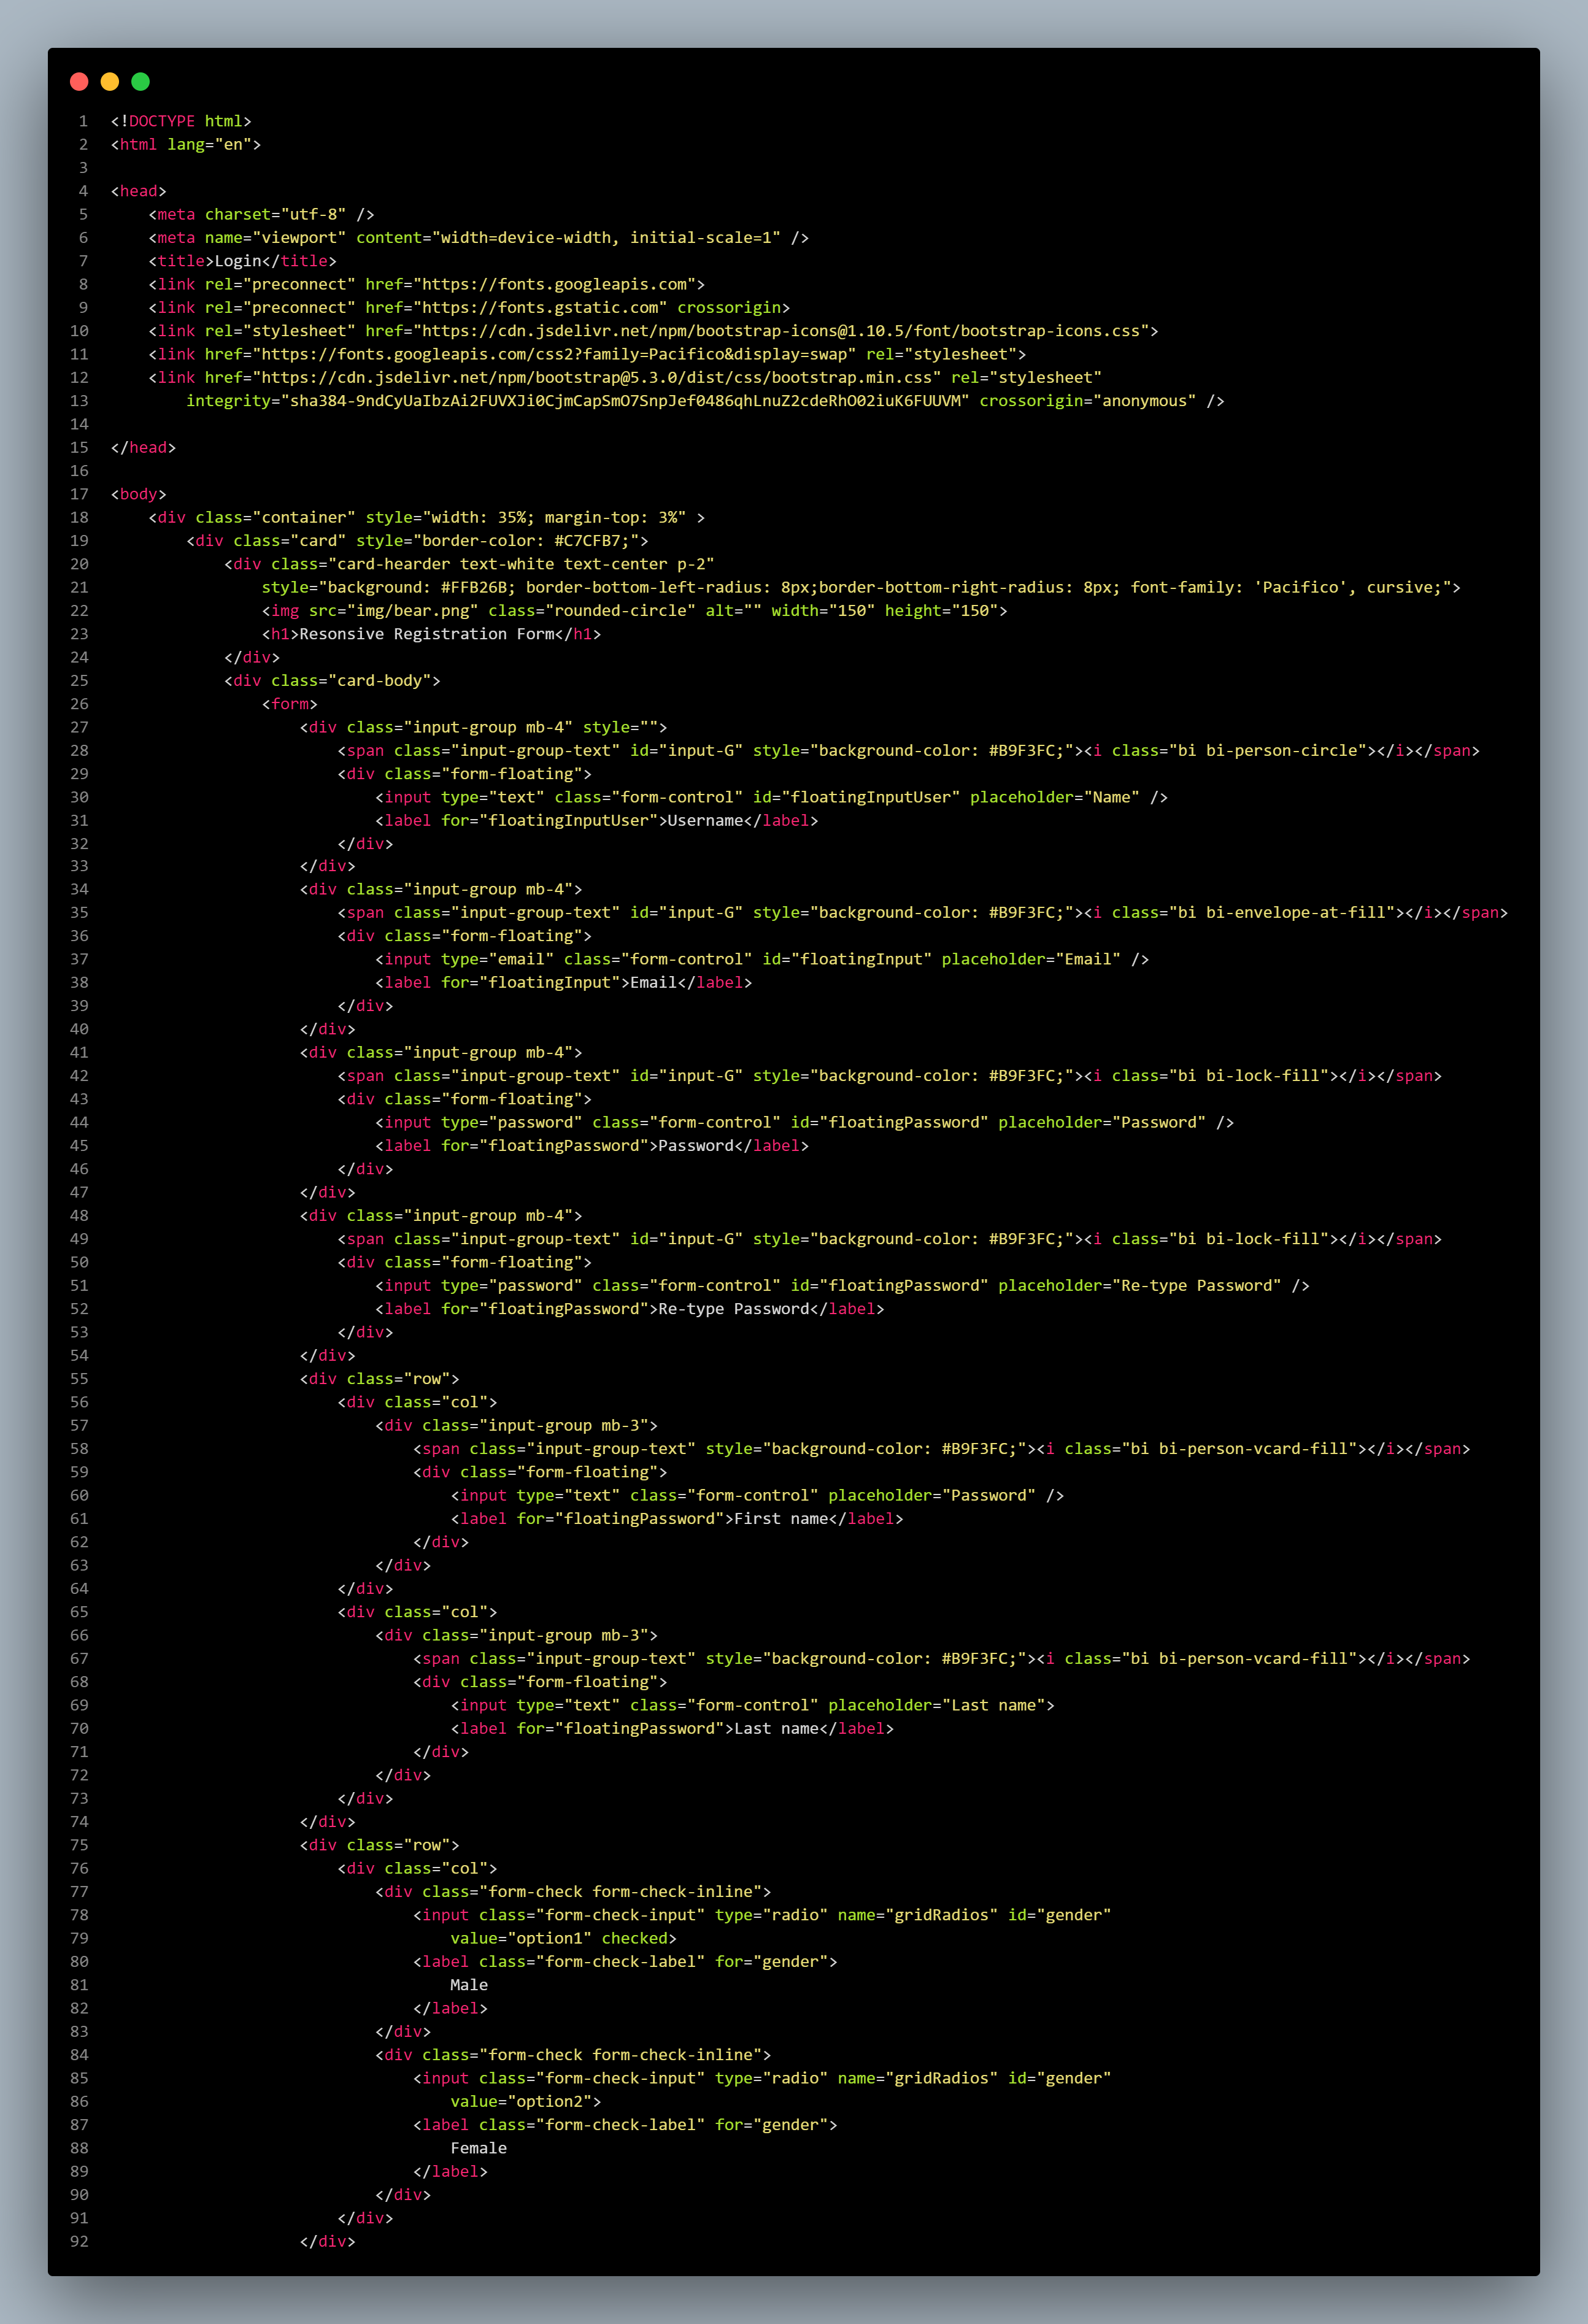 1 <!DOCTYPE html>
2 <html lang="en">
3
4 <head>
5     <meta charset="utf-8" />
6     <meta name="viewport" content="width=device-width, initial-scale=1" />
7     <title>Login</title>
8     <link rel="preconnect" href="https://fonts.googleapis.com">
9     <link rel="preconnect" href="https://fonts.gstatic.com" crossorigin>
10     <link rel="stylesheet" href="https://cdn.jsdelivr.net/npm/bootstrap-icons@1.10.5/font/bootstrap-icons.css">
11     <link href="https://fonts.googleapis.com/css2?family=Pacifico&display=swap" rel="stylesheet">
12     <link href="https://cdn.jsdelivr.net/npm/bootstrap@5.3.0/dist/css/bootstrap.min.css" rel="stylesheet"
13         integrity="sha384-9ndCyUaIbzAi2FUVXJi0CjmCapSmO7SnpJef0486qhLnuZ2cdeRhO02iuK6FUUVM" crossorigin="anonymous" />
14
15 </head>
16
17 <body>
18     <div class="container" style="width: 35%; margin-top: 3%" >
19         <div class="card" style="border-color: #C7CFB7;">
20             <div class="card-hearder text-white text-center p-2"
21                 style="background: #FFB26B; border-bottom-left-radius: 8px;border-bottom-right-radius: 8px; font-family: 'Pacifico', cursive;">
22                 <img src="img/bear.png" class="rounded-circle" alt="" width="150" height="150">
23                 <h1>Resonsive Registration Form</h1>
24             </div>
25             <div class="card-body">
26                 <form>
27                     <div class="input-group mb-4" style="">
28                         <span class="input-group-text" id="input-G" style="background-color: #B9F3FC;"><i class="bi bi-person-circle"></i></span>
29                         <div class="form-floating">
30                             <input type="text" class="form-control" id="floatingInputUser" placeholder="Name" />
31                             <label for="floatingInputUser">Username</label>
32                         </div>
33                     </div>
34                     <div class="input-group mb-4">
35                         <span class="input-group-text" id="input-G" style="background-color: #B9F3FC;"><i class="bi bi-envelope-at-fill"></i></span>
36                         <div class="form-floating">
37                             <input type="email" class="form-control" id="floatingInput" placeholder="Email" />
38                             <label for="floatingInput">Email</label>
39                         </div>
40                     </div>
41                     <div class="input-group mb-4">
42                         <span class="input-group-text" id="input-G" style="background-color: #B9F3FC;"><i class="bi bi-lock-fill"></i></span>
43                         <div class="form-floating">
44                             <input type="password" class="form-control" id="floatingPassword" placeholder="Password" />
45                             <label for="floatingPassword">Password</label>
46                         </div>
47                     </div>
48                     <div class="input-group mb-4">
49                         <span class="input-group-text" id="input-G" style="background-color: #B9F3FC;"><i class="bi bi-lock-fill"></i></span>
50                         <div class="form-floating">
51                             <input type="password" class="form-control" id="floatingPassword" placeholder="Re-type Password" />
52                             <label for="floatingPassword">Re-type Password</label>
53                         </div>
54                     </div>
55                     <div class="row">
56                         <div class="col">
57                             <div class="input-group mb-3">
58                                 <span class="input-group-text" style="background-color: #B9F3FC;"><i class="bi bi-person-vcard-fill"></i></span>
59                                 <div class="form-floating">
60                                     <input type="text" class="form-control" placeholder="Password" />
61                                     <label for="floatingPassword">First name</label>
62                                 </div>
63                             </div>
64                         </div>
65                         <div class="col">
66                             <div class="input-group mb-3">
67                                 <span class="input-group-text" style="background-color: #B9F3FC;"><i class="bi bi-person-vcard-fill"></i></span>
68                                 <div class="form-floating">
69                                     <input type="text" class="form-control" placeholder="Last name">
70                                     <label for="floatingPassword">Last name</label>
71                                 </div>
72                             </div>
73                         </div>
74                     </div>
75                     <div class="row">
76                         <div class="col">
77                             <div class="form-check form-check-inline">
78                                 <input class="form-check-input" type="radio" name="gridRadios" id="gender"
79                                     value="option1" checked>
80                                 <label class="form-check-label" for="gender">
81                                     Male
82                                 </label>
83                             </div>
84                             <div class="form-check form-check-inline">
85                                 <input class="form-check-input" type="radio" name="gridRadios" id="gender"
86                                     value="option2">
87                                 <label class="form-check-label" for="gender">
88                                     Female
89                                 </label>
90                             </div>
91                         </div>
92                     </div>